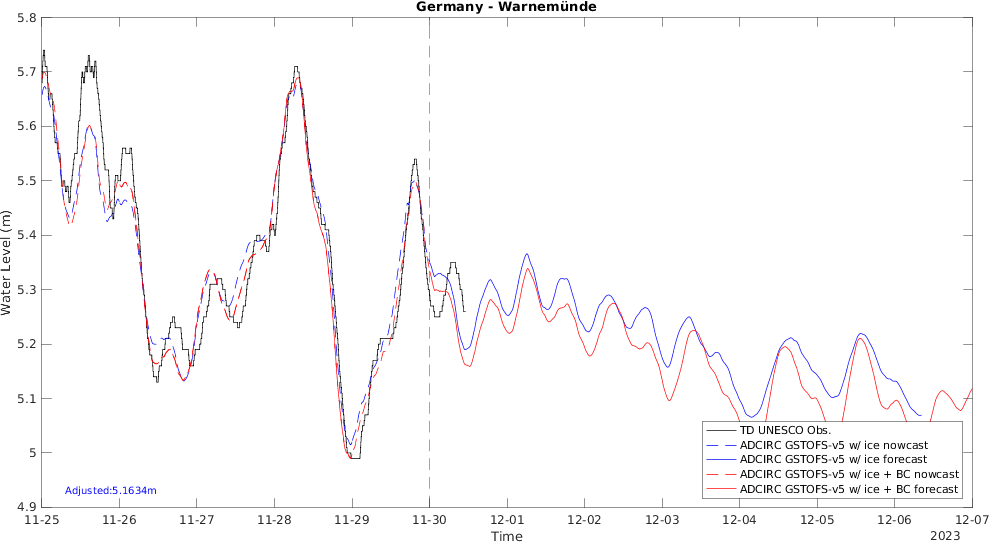 Germany - Warnemünde
5.8
5.7
5.6
5.5
5.4
5.3
5.2
5.1
5
4.9
Water Level (m)
Adjusted:5.1634m
TD UNESCO Obs.
ADCIRC GSTOFS-v5 w/ ice nowcast
ADCIRC GSTOFS-v5 w/ ice forecast
ADCIRC GSTOFS-v5 w/ ice + BC nowcast
ADCIRC GSTOFS-v5 w/ ice + BC forecast
11-25 11-26 11-27 11-28 11-29 11-30 12-01 12-02 12-03 12-04 12-05 12-06 12-07
Time
2023